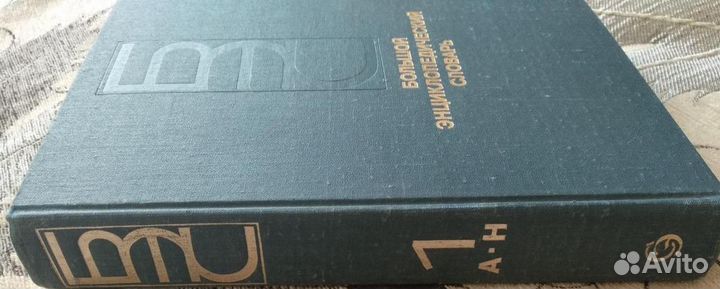 БЭС
БОЛЬШОЙ
ЭНЦИКЛОПЕДИЧЕСКИЙ
СЛОВАРЬ
БЭС
1
А·Н
Avito